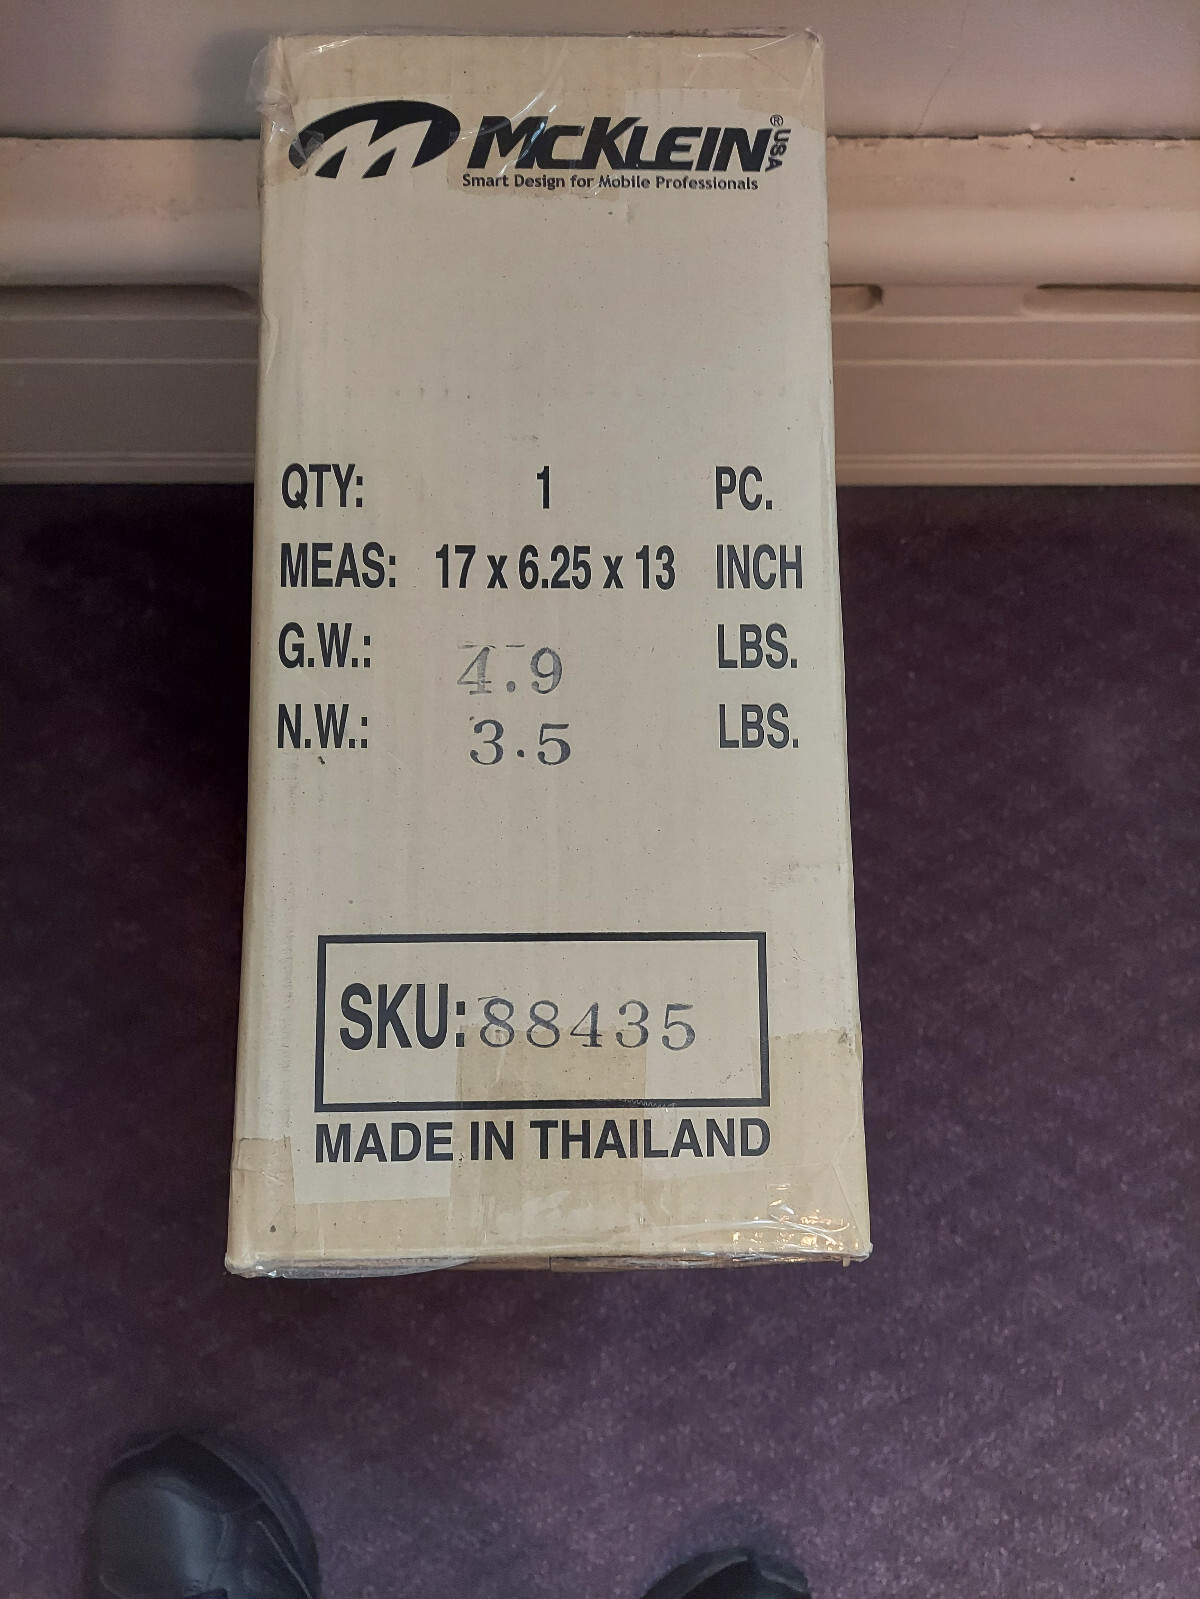 McKLEIN® USA
Smart Design for Mobile Professionals
QTY: 1 PC.
MEAS: 17 x 6.25 x 13 INCH
G.W.: 4.9 LBS.
N.W.: 3.5 LBS.
SKU: 88435
MADE IN THAILAND